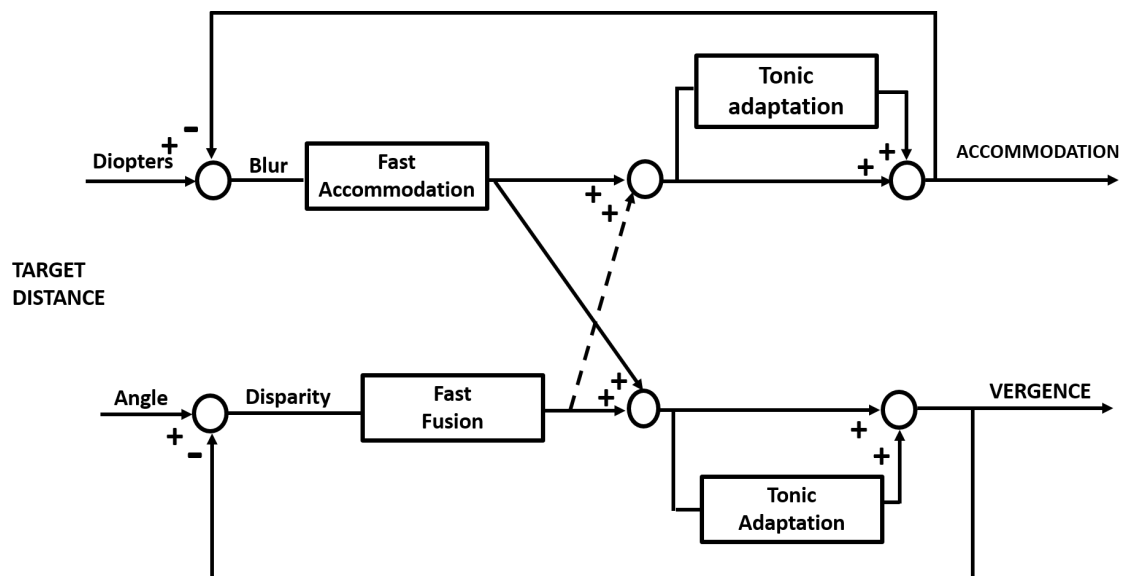 Tonic
adaptation
-
+
Diopters
Blur
Fast
Accommodation
+
+
+
+
ACCOMMODATION
TARGET
DISTANCE
Angle
+
-
Disparity
Fast
Fusion
+
+
VERGENCE
+
+
Tonic
Adaptation